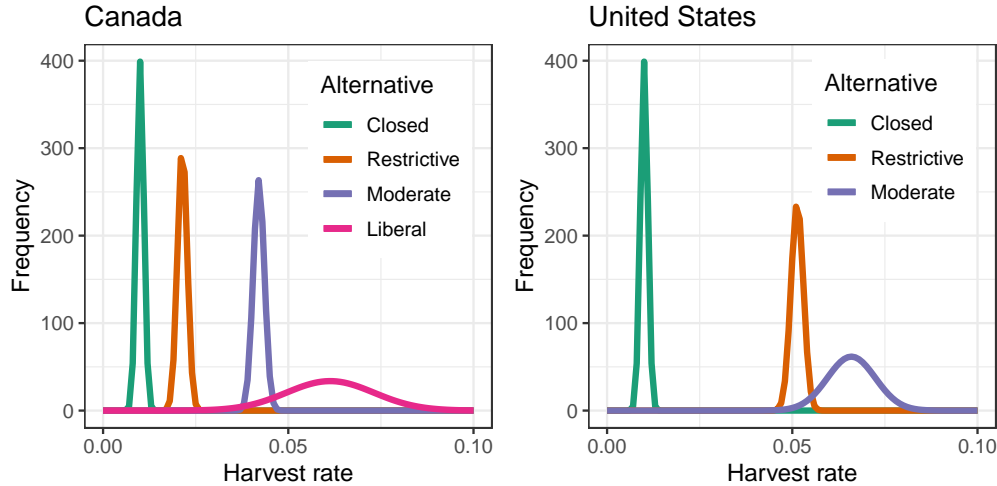 Canada
Frequency
400
300
200
100
0
Alternative
Closed
Restrictive
Moderate
Liberal
0.00
0.05
0.10
Harvest rate
United States
Frequency
400
300
200
100
0
Alternative
Closed
Restrictive
Moderate
0.00
0.05
0.10
Harvest rate